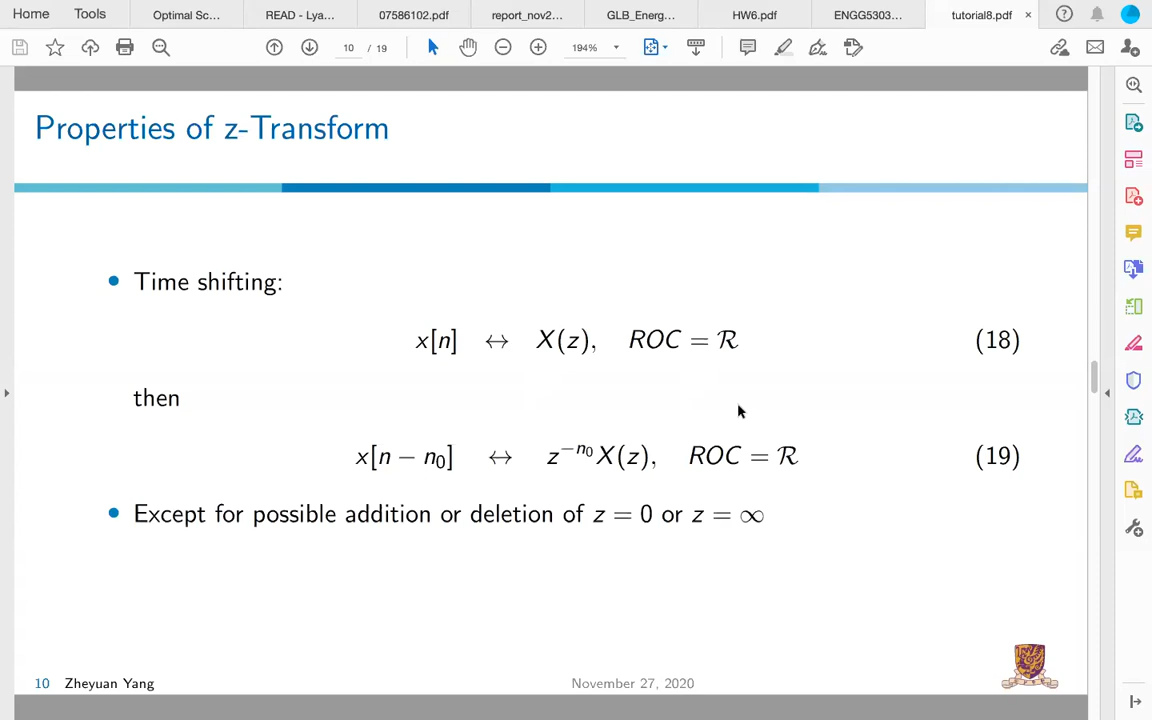 Home Tools Optimal Sc... READ - Lya... 07586102.pdf report_nov2... GLB_Energ... HW6.pdf ENGG5303... tutorial8.pdf ×
10 / 19 194%
Properties of z-Transform
• Time shifting:
x[n] ↔ X(z), ROC = ℛ (18)
then
x[n − n₀] ↔ z^{−n₀}X(z), ROC = ℛ (19)
• Except for possible addition or deletion of z = 0 or z = ∞
10 Zheyuan Yang November 27, 2020